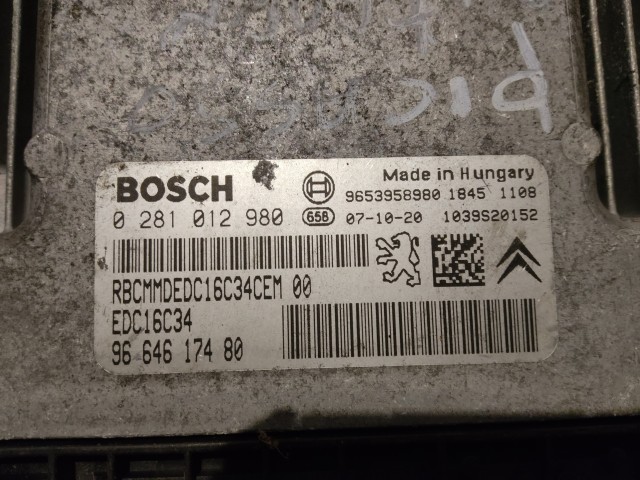 BOSCH
Made in Hungary
9653958980 1845 1108
0 281 012 980 658 07-10-20 1039S20152
RBCMMDEDC16C34CEM 00
EDC16C34
96 646 174 80